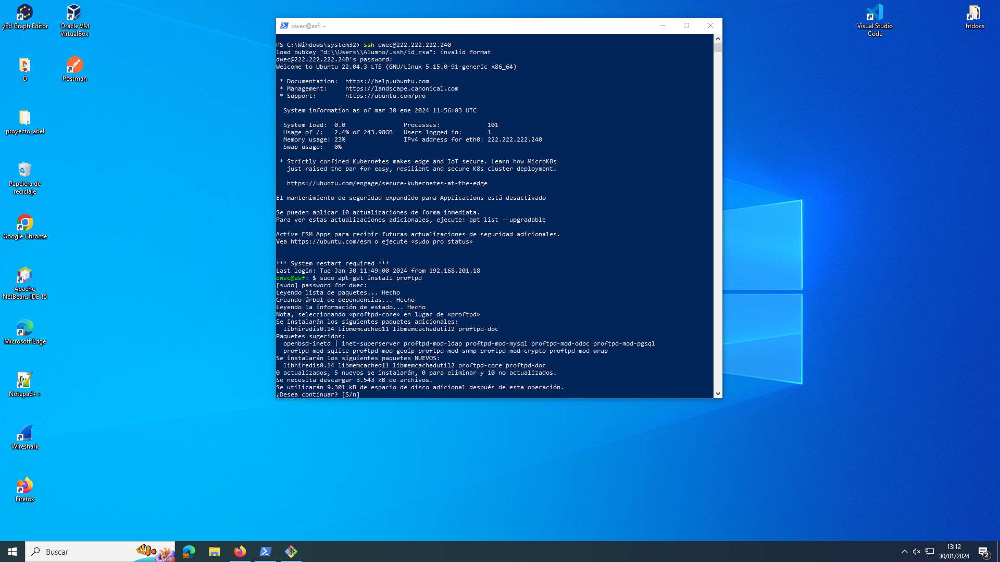 yEd Graph Editor
Oracle VM
VirtualBox
D
Postman
proyecto_abel
Papelera de
reciclaje
Google Chrome
Apache
NetBeans IDE 15
Microsoft Edge
Notepad++
Wireshark
Firefox
Visual Studio
Code
htdocs
dwec@asf: ~
PS C:\Windows\system32> ssh dwec@222.222.222.240
load pubkey "d:\\Users\\Alumno/.ssh/id_rsa": invalid format
dwec@222.222.222.240's password:
Welcome to Ubuntu 22.04.3 LTS (GNU/Linux 5.15.0-91-generic x86_64)
* Documentation:  https://help.ubuntu.com
* Management:     https://landscape.canonical.com
* Support:        https://ubuntu.com/pro
System information as of mar 30 ene 2024 11:56:03 UTC
System load:  0.0                Processes:             101
Usage of /:   2.4% of 243.98GB   Users logged in:       1
Memory usage: 23%                IPv4 address for eth0: 222.222.222.240
Swap usage:   0%
* Strictly confined Kubernetes makes edge and IoT secure. Learn how MicroK8s
just raised the bar for easy, resilient and secure K8s cluster deployment.
https://ubuntu.com/engage/secure-kubernetes-at-the-edge
El mantenimiento de seguridad expandido para Applications está desactivado
Se pueden aplicar 10 actualizaciones de forma inmediata.
Para ver estas actualizaciones adicionales, ejecute: apt list --upgradable
Active ESM Apps para recibir futuras actualizaciones de seguridad adicionales.
Vea https://ubuntu.com/esm o ejecute «sudo pro status»
*** System restart required ***
Last login: Tue Jan 30 11:49:00 2024 from 192.168.201.18
dwec@asf: $ sudo apt-get install proftpd
[sudo] password for dwec:
Leyendo lista de paquetes... Hecho
Creando árbol de dependencias... Hecho
Leyendo la información de estado... Hecho
Nota, seleccionando «proftpd-core» en lugar de «proftpd»
Se instalarán los siguientes paquetes adicionales:
libhiredis0.14 libmemcached11 libmemcachedutil2 proftpd-doc
Paquetes sugeridos:
openbsd-inetd | inet-superserver proftpd-mod-ldap proftpd-mod-mysql proftpd-mod-odbc proftpd-mod-pgsql
proftpd-mod-sqlite proftpd-mod-geoip proftpd-mod-snmp proftpd-mod-crypto proftpd-mod-wrap
Se instalarán los siguientes paquetes NUEVOS:
libhiredis0.14 libmemcached11 libmemcachedutil2 proftpd-core proftpd-doc
0 actualizados, 5 nuevos se instalarán, 0 para eliminar y 10 no actualizados.
Se necesita descargar 3.543 kB de archivos.
Se utilizarán 9.301 kB de espacio de disco adicional después de esta operación.
¿Desea continuar? [S/n]
Buscar
13:12
30/01/2024
2